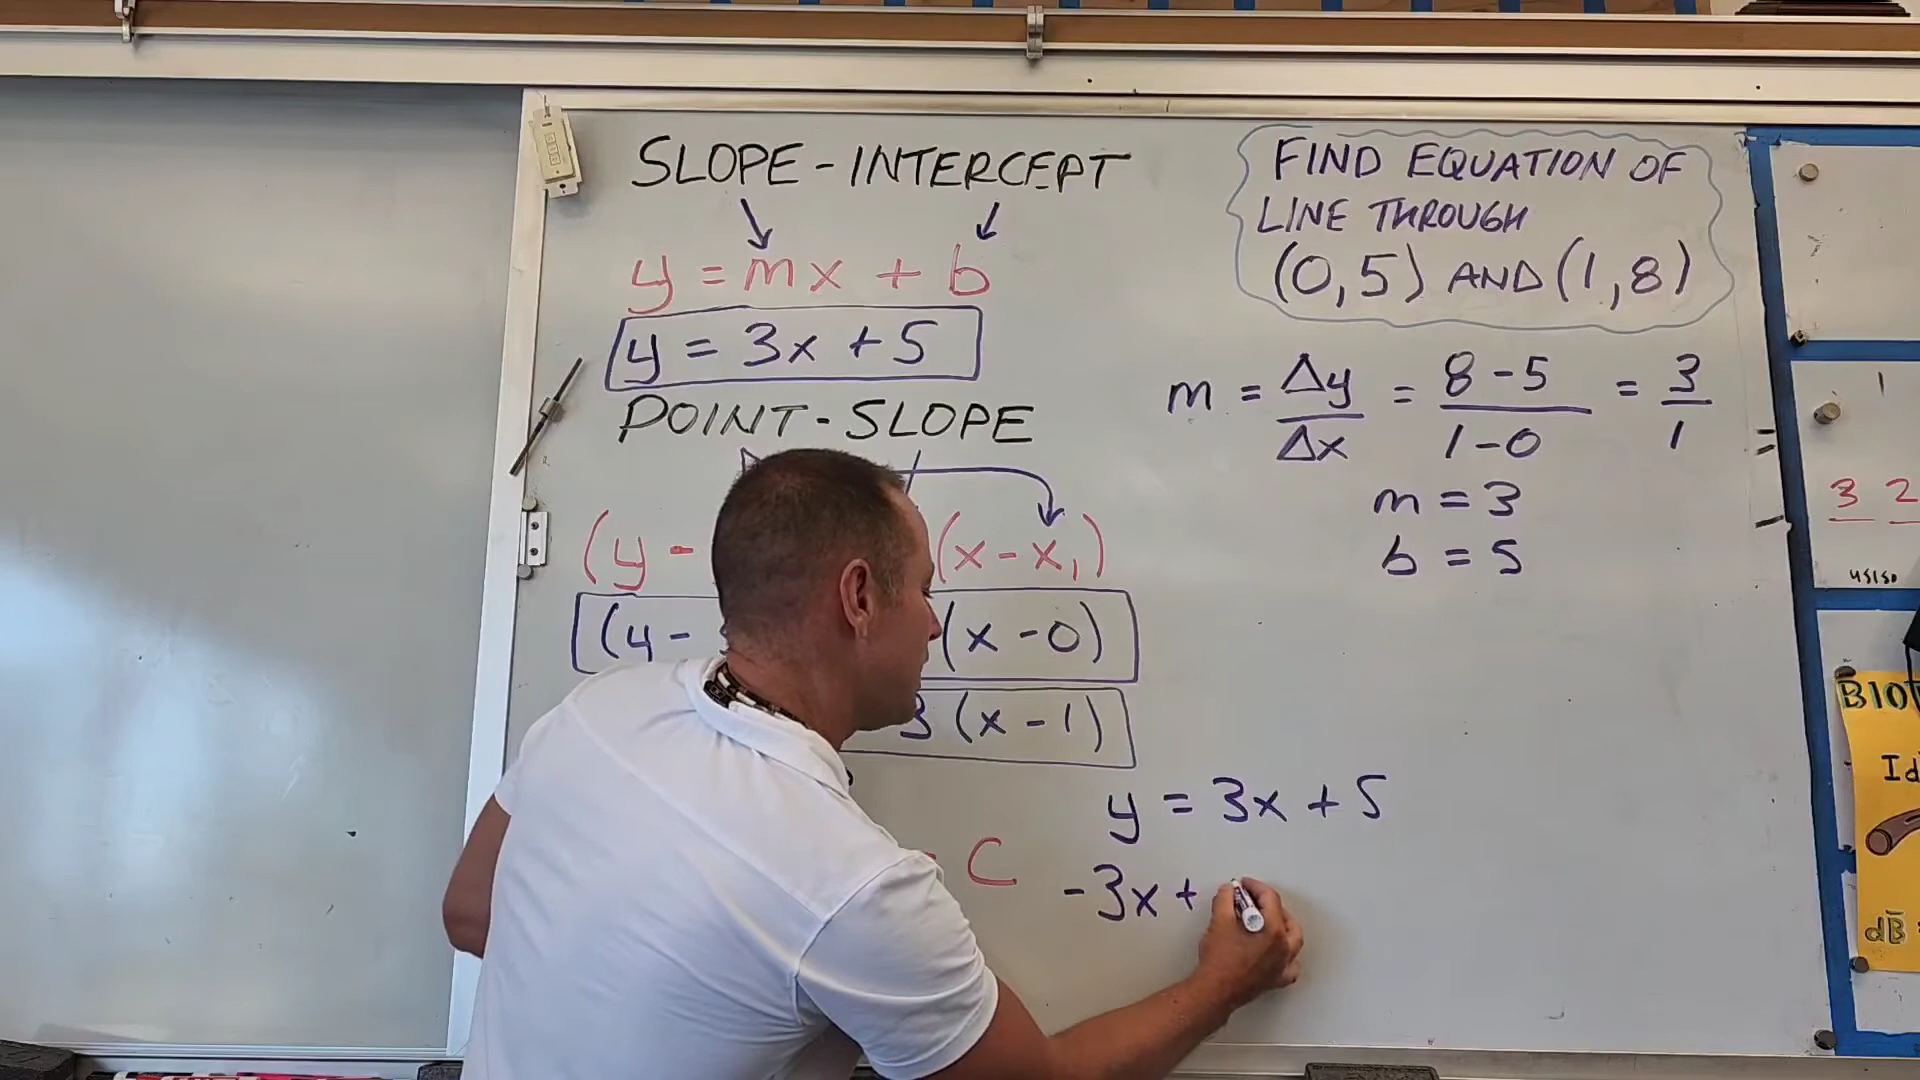 SLOPE-INTERCEPT
y = mx + b
y = 3x + 5
POINT-SLOPE
(y - (x - x₁)
(y - (x - 0)
3 (x - 1)
C
FIND EQUATION OF
LINE THROUGH
(0,5) AND (1,8)
m = Δy/Δx = 8-5/1-0 = 3/1
m = 3
b = 5
y = 3x + 5
-3x +
1
3 2
45150
BIO
Id
dB =